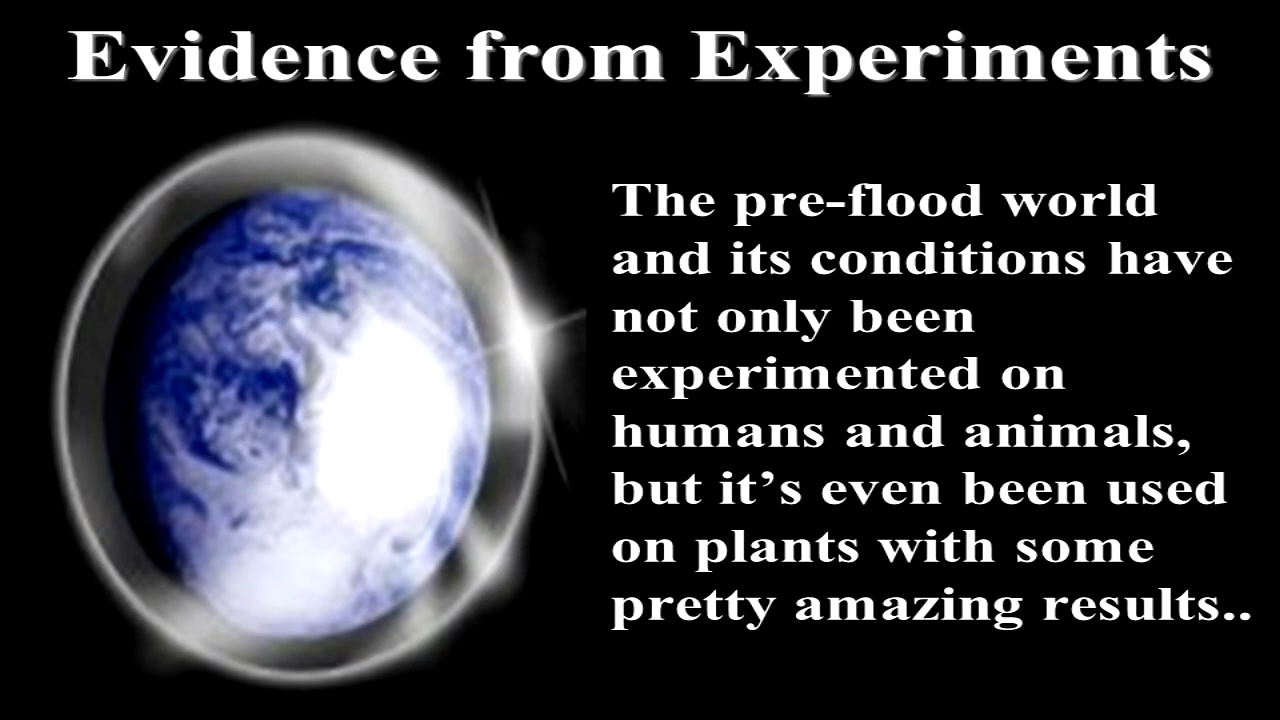 Evidence from Experiments
The pre-flood world
and its conditions have
not only been
experimented on
humans and animals,
but it’s even been used
on plants with some
pretty amazing results..